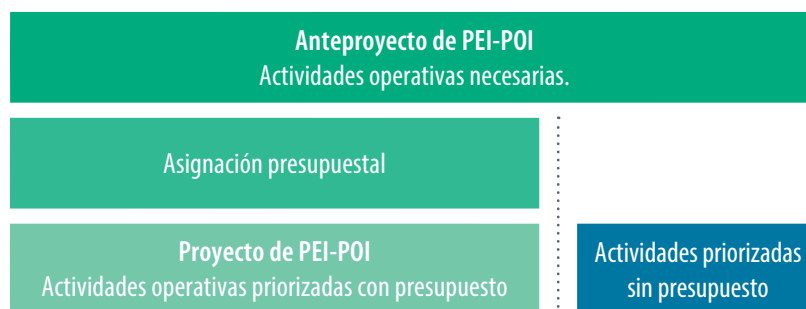 Anteproyecto de PEI-POI
Actividades operativas necesarias.
Asignación presupuestal
Proyecto de PEI-POI
Actividades operativas priorizadas con presupuesto
Actividades priorizadas
sin presupuesto